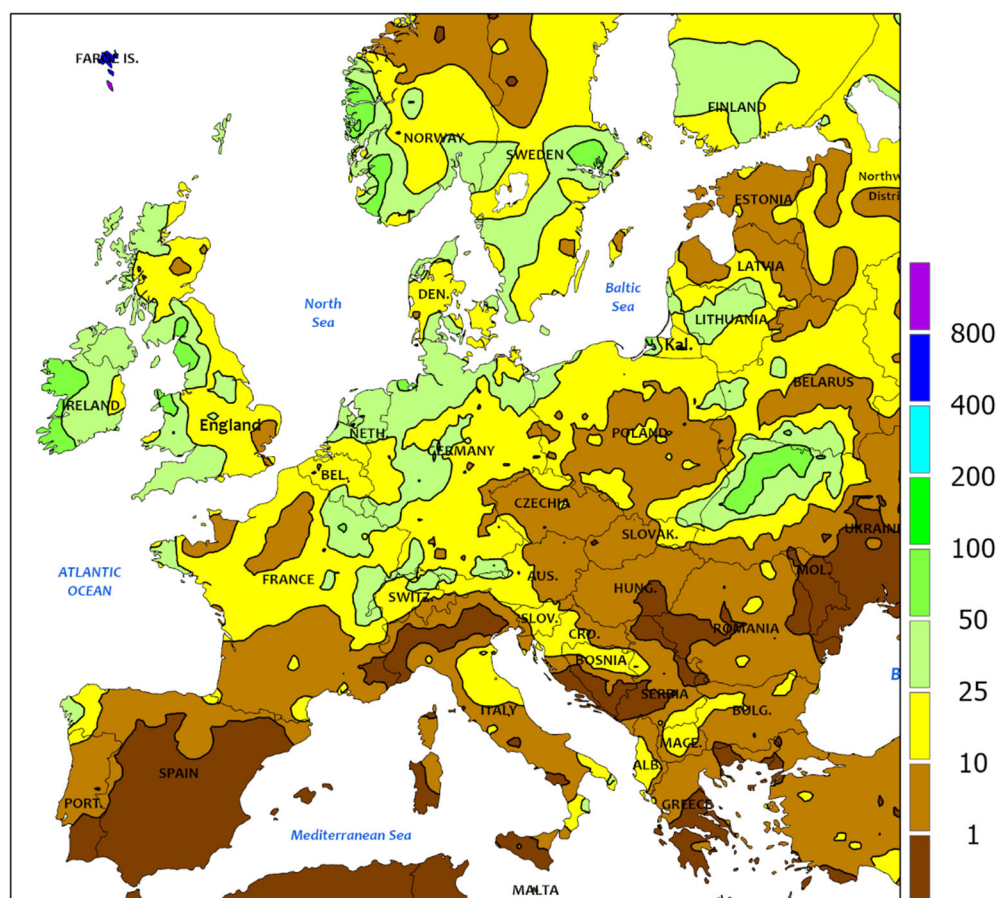 FAROE IS.
FINLAND
NORWAY
SWEDEN
Northw
Distri
ESTONIA
LATVIA
North
Sea
DEN.
Baltic
Sea
LITHUANIA
Kal.
800
BELARUS
400
IRELAND
England
NETH.
POLAND
GERMANY
BEL.
200
CZECHIA
UKRAIN
SLOVAK.
100
ATLANTIC
OCEAN
FRANCE
AUS.
MOL.
SWITZ.
HUNG.
50
SLOV.
CRO.
ROMANIA
BOSNIA
B
SERBIA
25
ITALY
BULG.
MACE.
10
SPAIN
ALB.
PORT.
GREECE
Mediterranean Sea
1
MALTA